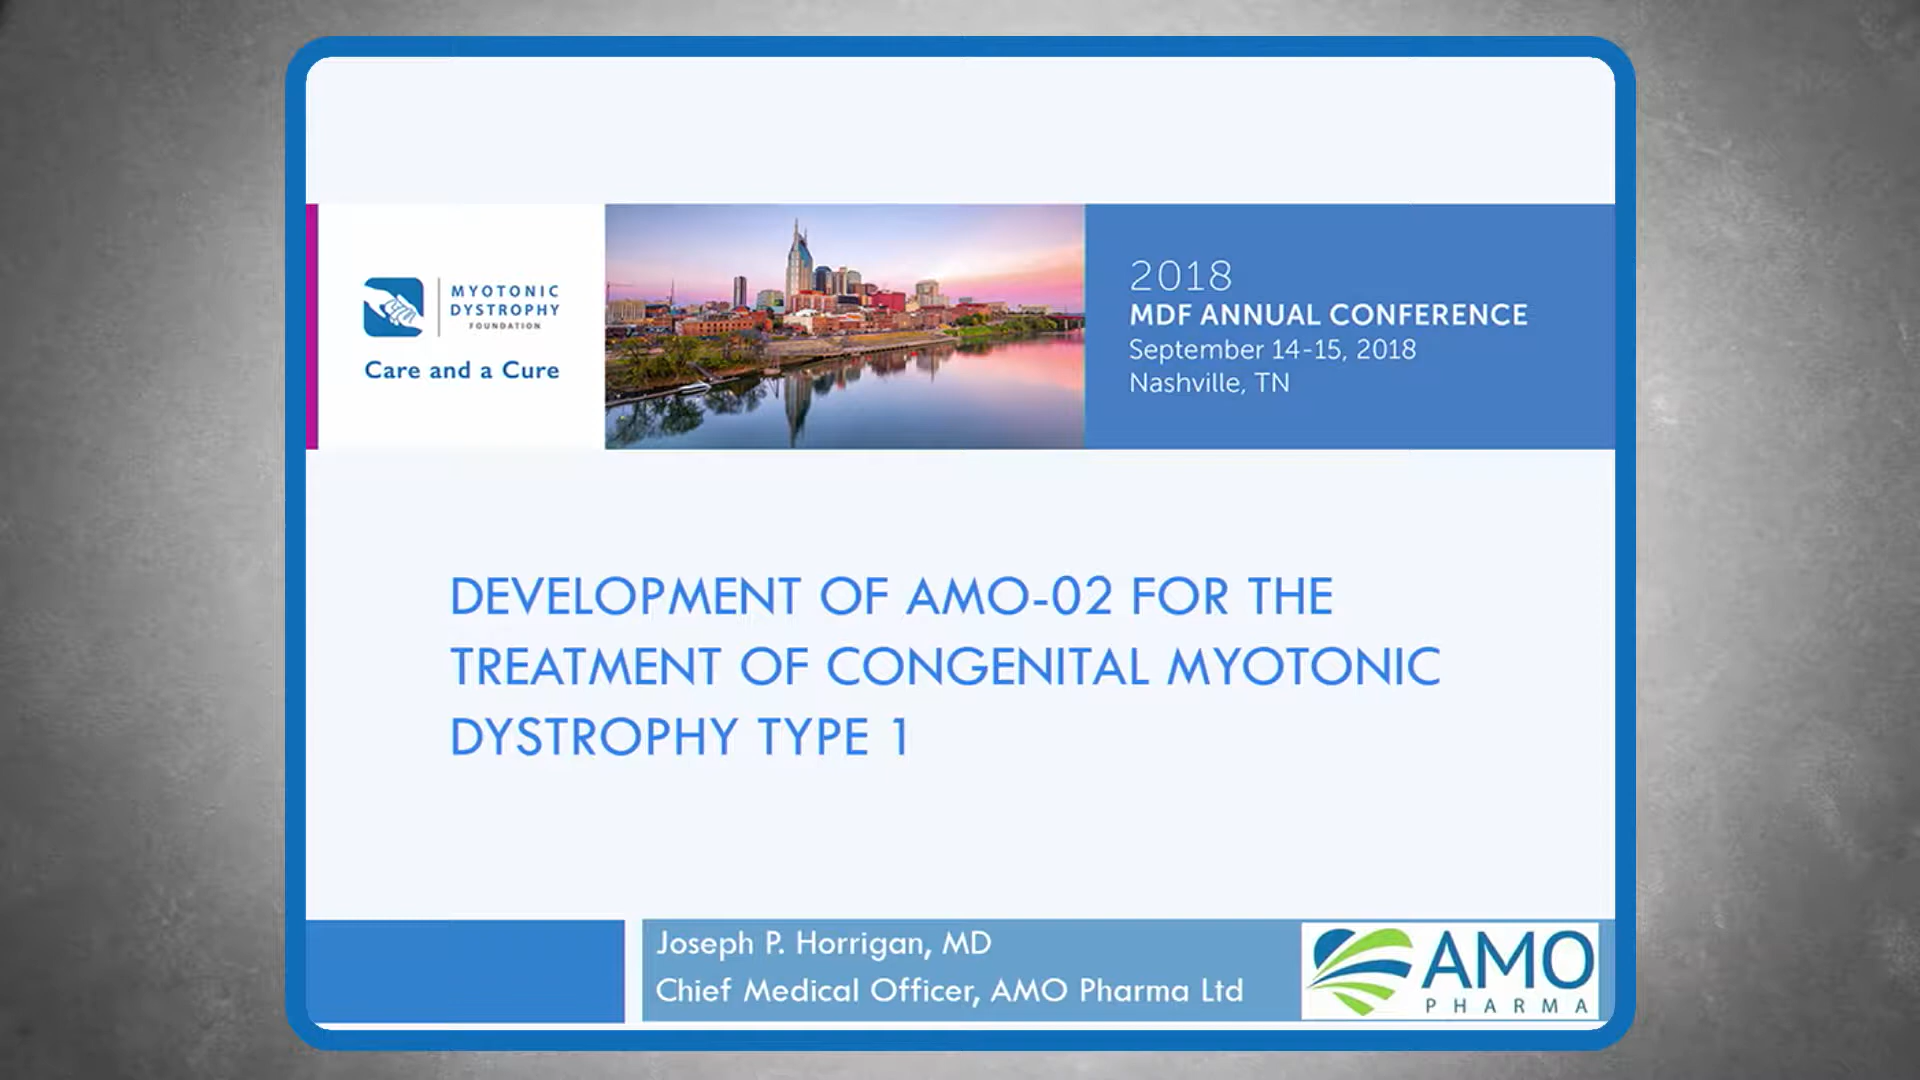 MYOTONIC
DYSTROPHY
FOUNDATION
Care and a Cure
2018
MDF ANNUAL CONFERENCE
September 14-15, 2018
Nashville, TN
DEVELOPMENT OF AMO-02 FOR THE
TREATMENT OF CONGENITAL MYOTONIC
DYSTROPHY TYPE 1
Joseph P. Horrigan, MD
Chief Medical Officer, AMO Pharma Ltd
AMO
PHARMA